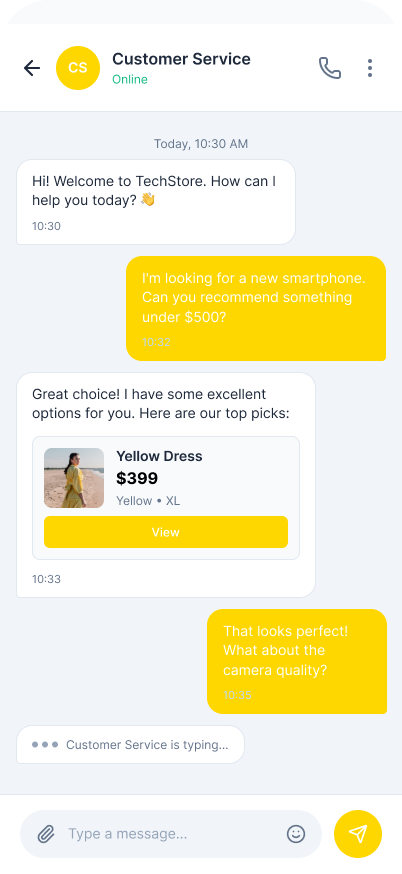 CS
Customer Service
Online
Today, 10:30 AM
Hi! Welcome to TechStore. How can I
help you today? 👋
10:30
I'm looking for a new smartphone.
Can you recommend something
under $500?
10:32
Great choice! I have some excellent
options for you. Here are our top picks:
Yellow Dress
$399
Yellow • XL
View
10:33
That looks perfect!
What about the
camera quality?
10:35
Customer Service is typing...
Type a message...